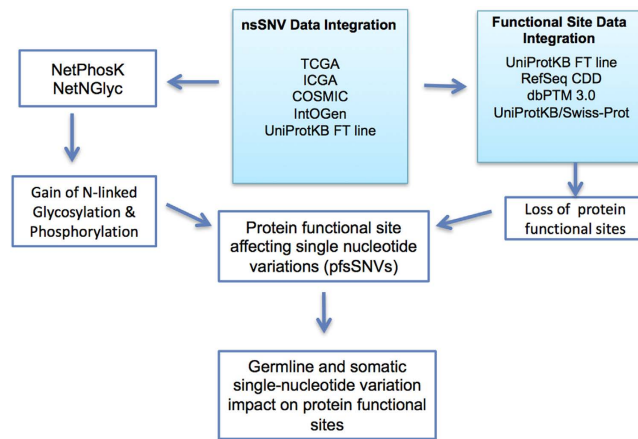 nsSNV Data Integration
TCGA
ICGA
COSMIC
IntOGen
UniProtKB FT line
Functional Site Data
Integration
UniProtKB FT line
RefSeq CDD
dbPTM 3.0
UniProtKB/Swiss-Prot
NetPhosK
NetNGlyc
Gain of N-linked
Glycosylation &
Phosphorylation
Protein functional site
affecting single nucleotide
variations (pfsSNVs)
Loss of protein
functional sites
Germline and somatic
single-nucleotide variation
impact on protein functional
sites